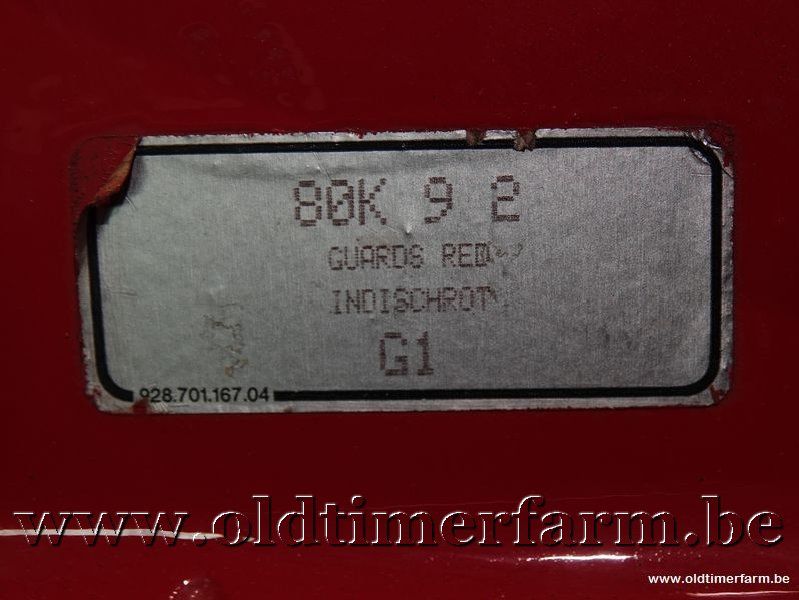 80K 9 2
GUARDS RED
INDISCHROT
G1
928.701.167.04
www.oldtimerfarm.be
www.oldtimerfarm.be